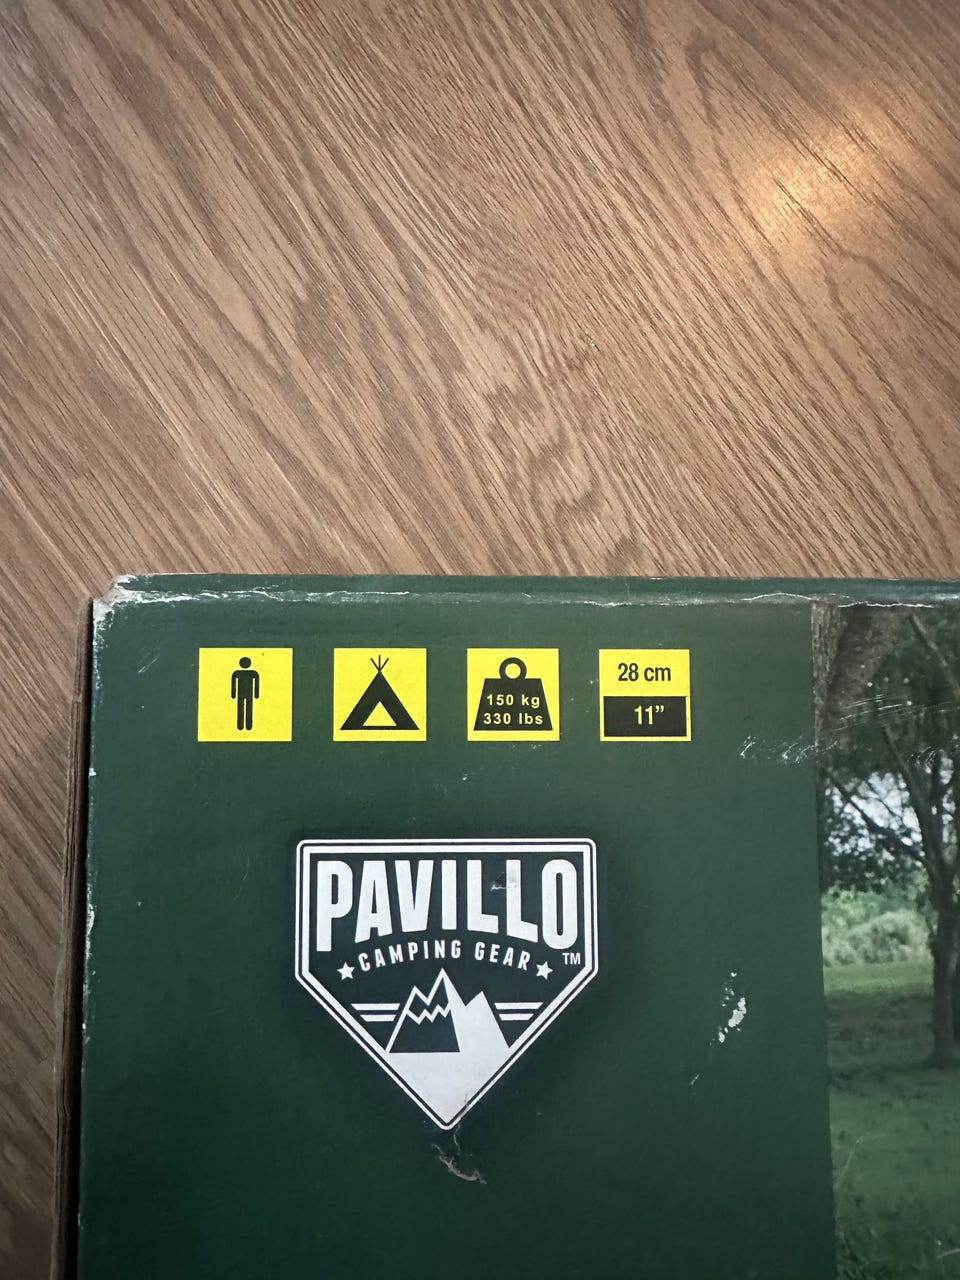 150 kg
330 lbs
28 cm
11”
PAVILLO
CAMPING GEAR
TM